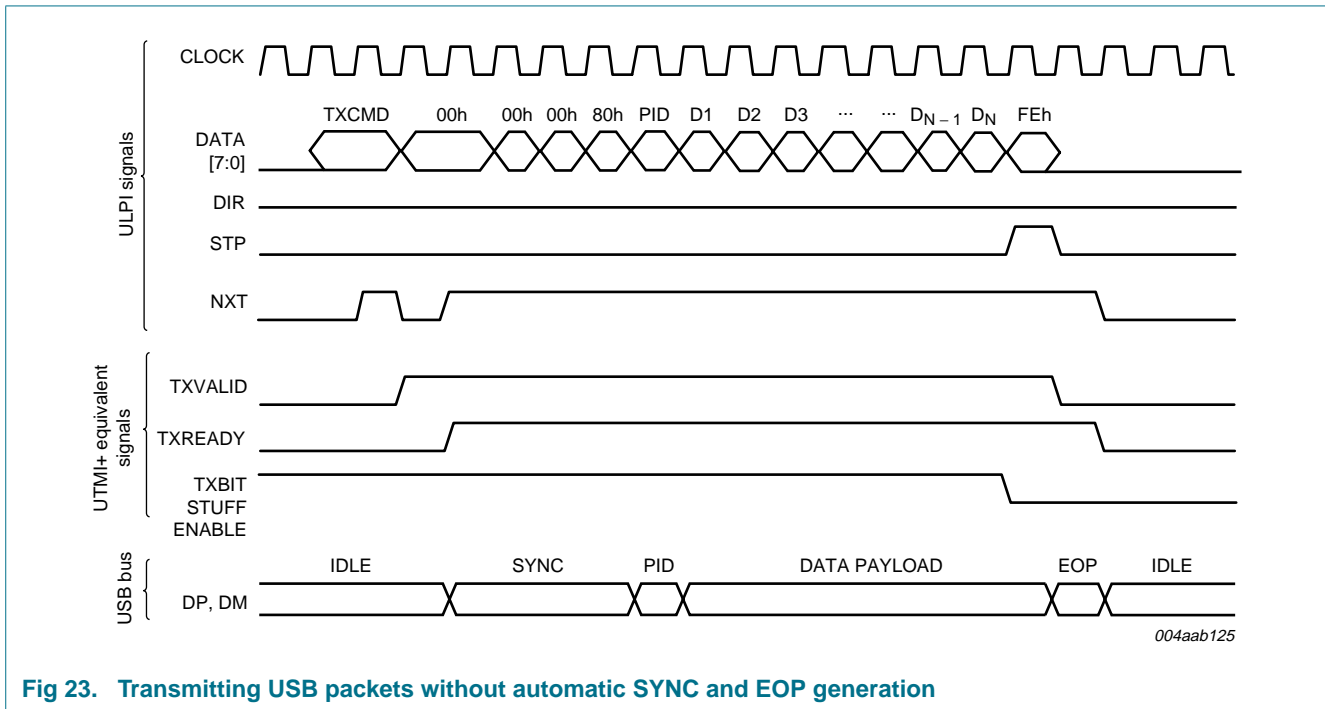 ULPI signals
CLOCK
TXCMD 00h 00h 00h 80h PID D1 D2 D3 ... ... DN – 1 DN FEh
DATA
[7:0]
DIR
STP
NXT
UTMI+ equivalent
signals
TXVALID
TXREADY
TXBIT
STUFF
ENABLE
USB bus
IDLE SYNC PID DATA PAYLOAD EOP IDLE
DP, DM
004aab125
Fig 23. Transmitting USB packets without automatic SYNC and EOP generation